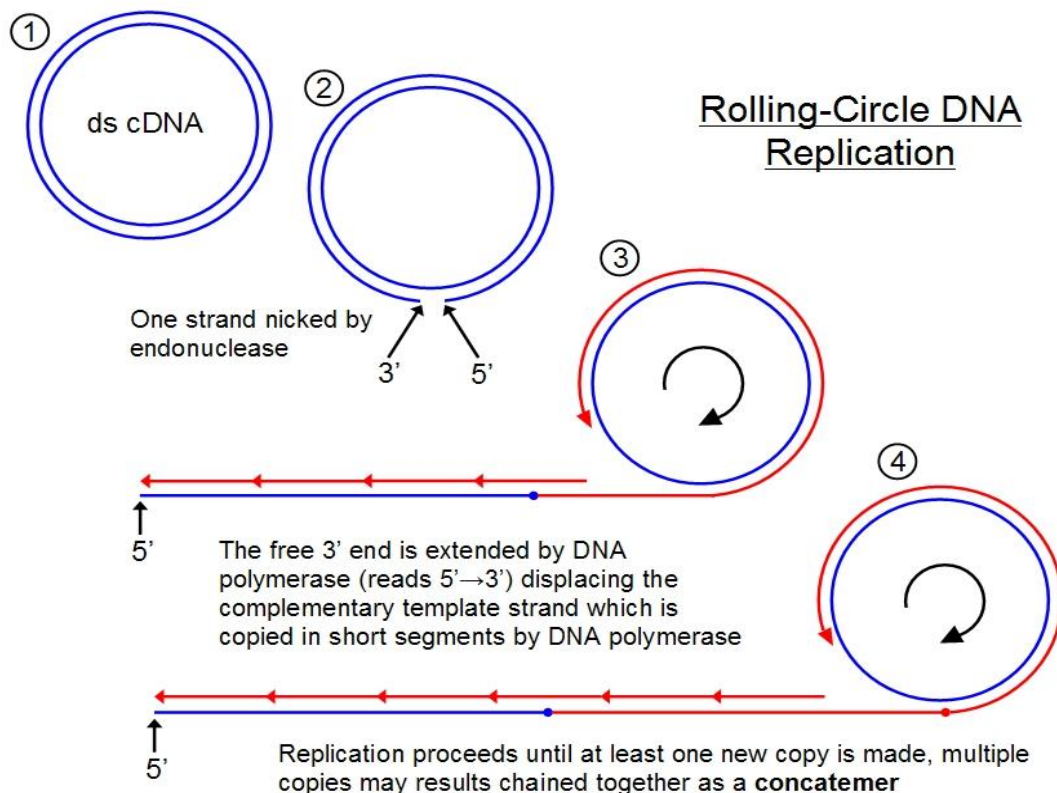 ①
ds cDNA
②
Rolling-Circle DNA
Replication
One strand nicked by
endonuclease
3’
5’
③
5’
The free 3’ end is extended by DNA
polymerase (reads 5’→3’) displacing the
complementary template strand which is
copied in short segments by DNA polymerase
④
5’
Replication proceeds until at least one new copy is made, multiple
copies may results chained together as a concatemer